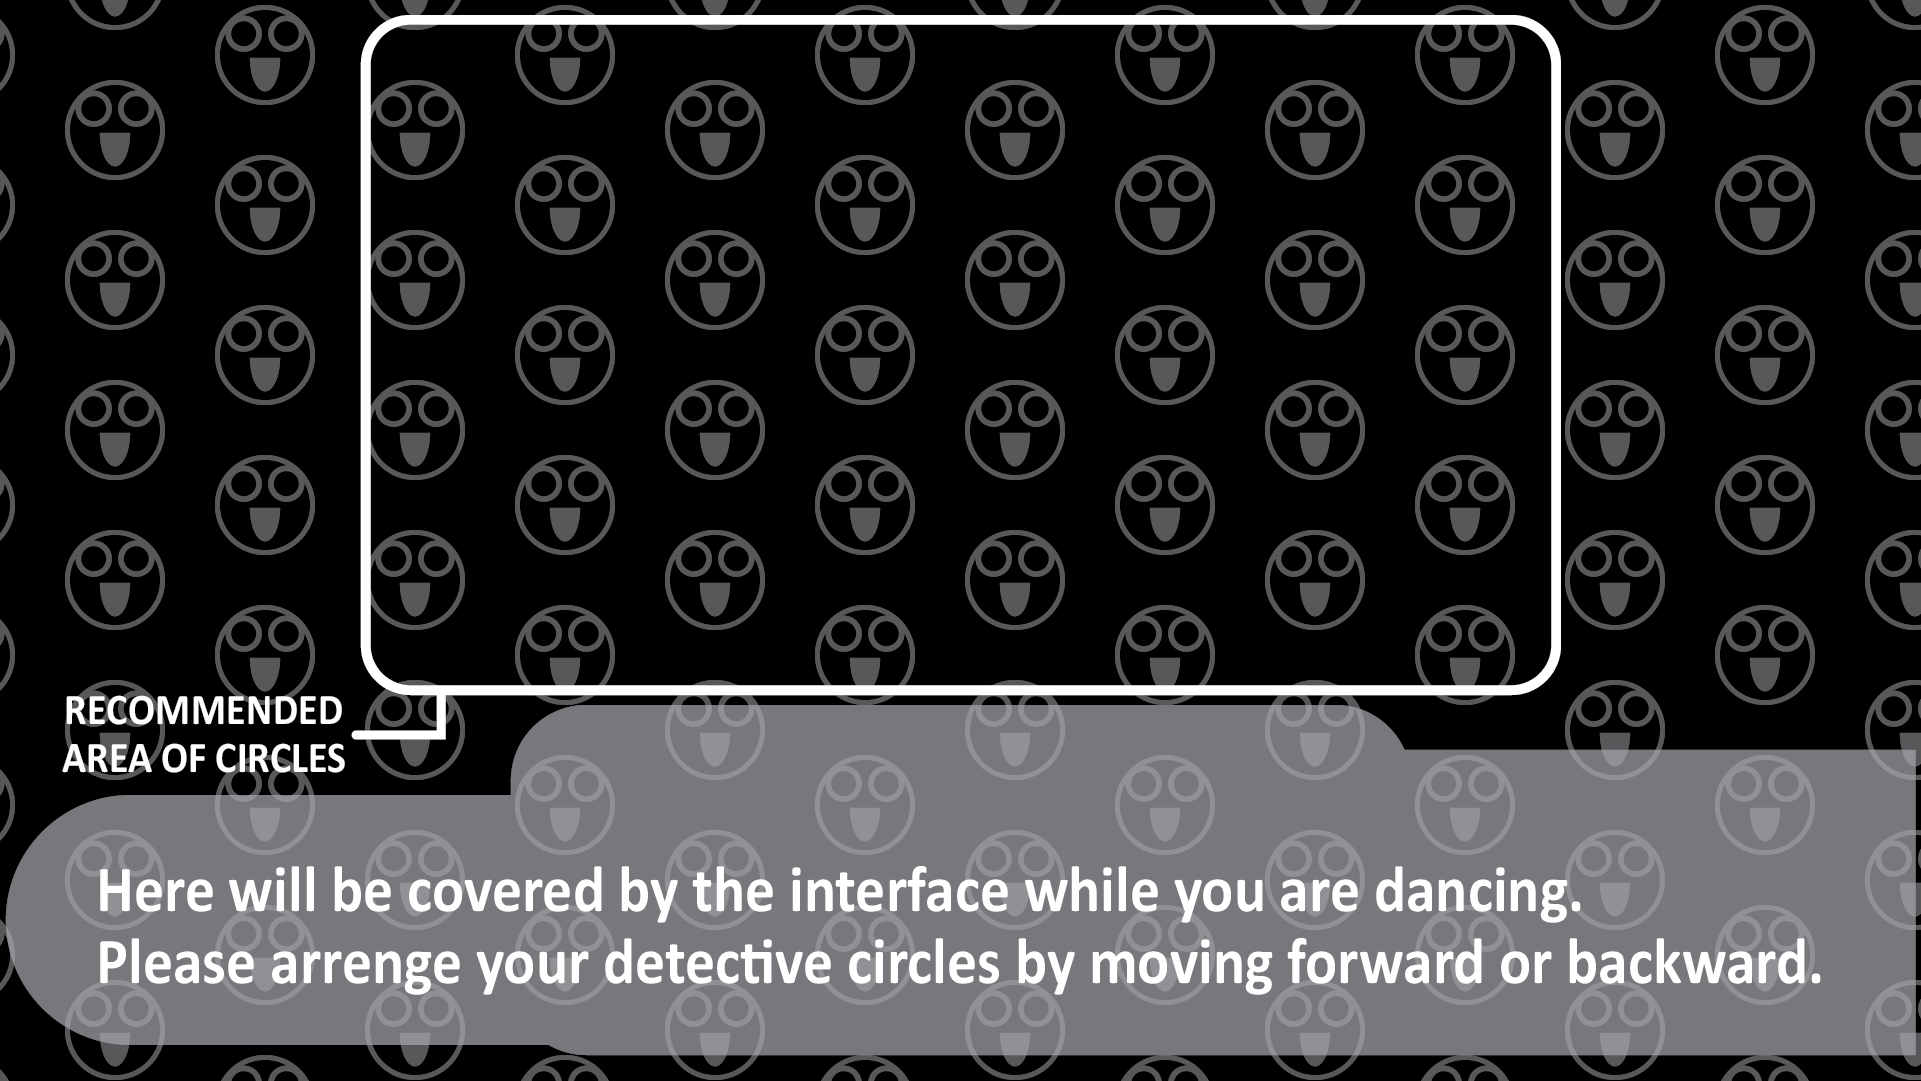 RECOMMENDED
AREA OF CIRCLES
Here will be covered by the interface while you are dancing.
Please arrenge your detective circles by moving forward or backward.